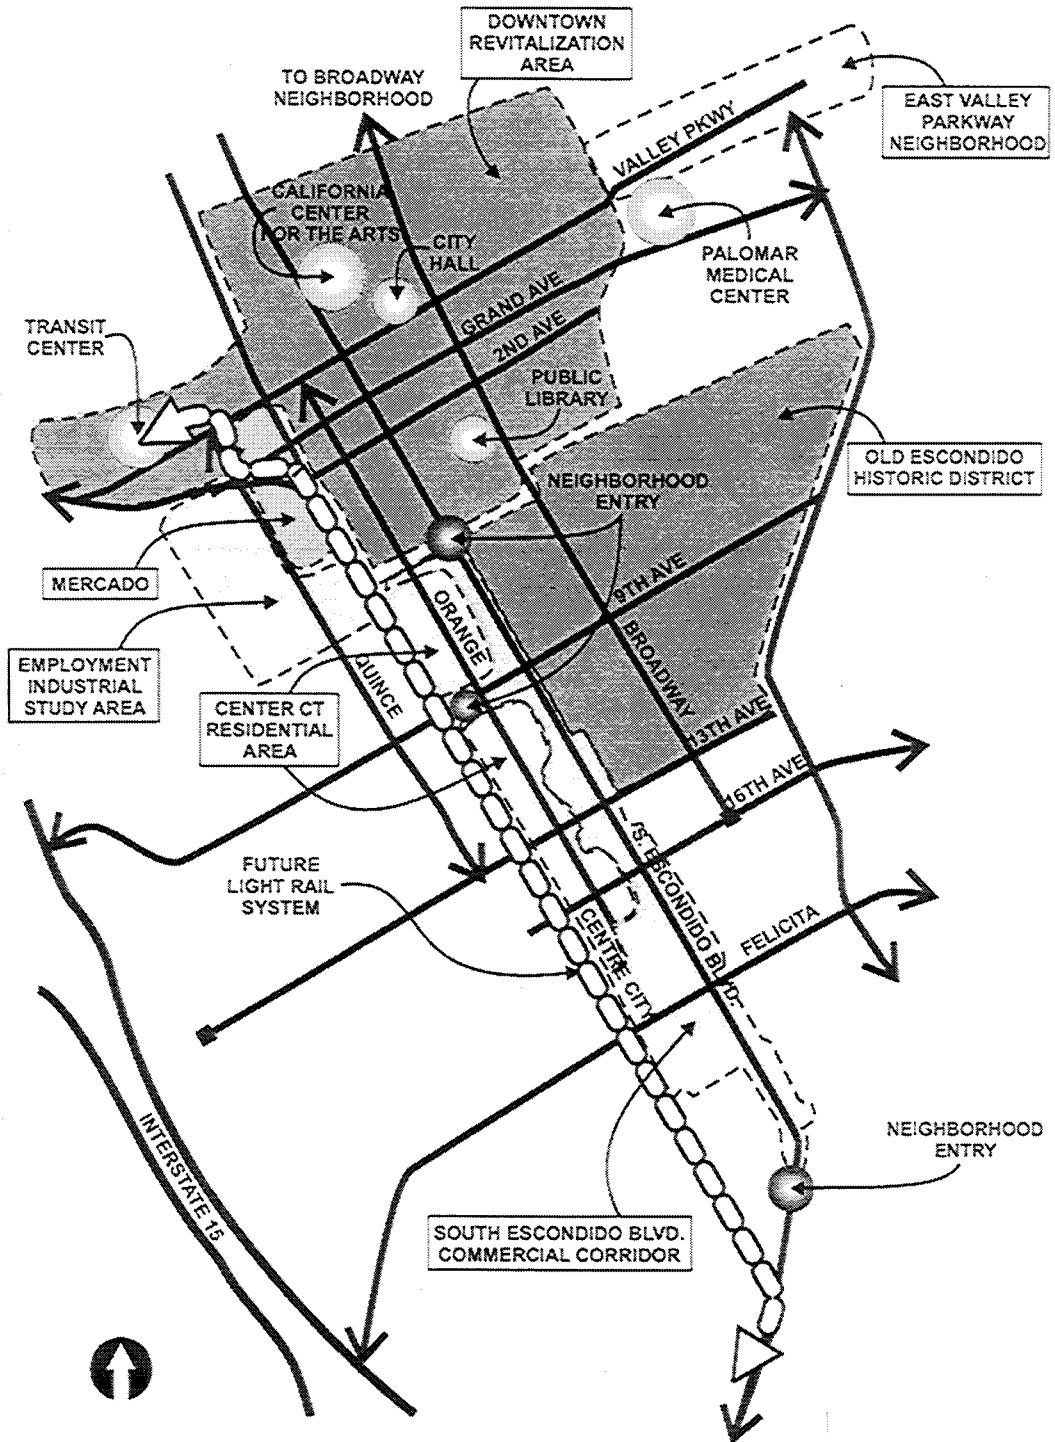 DOWNTOWN
REVITALIZATION
AREA
TO BROADWAY
NEIGHBORHOOD
EAST VALLEY
PARKWAY
NEIGHBORHOOD
VALLEY PKWY
CALIFORNIA
CENTER
FOR THE ARTS
CITY
HALL
PALOMAR
MEDICAL
CENTER
GRAND AVE
TRANSIT
CENTER
2ND AVE
PUBLIC
LIBRARY
OLD ESCONDIDO
HISTORIC DISTRICT
NEIGHBORHOOD
ENTRY
MERCADO
9TH AVE
ORANGE
BROADWAY
EMPLOYMENT
INDUSTRIAL
STUDY AREA
QUINCE
CENTER CT
RESIDENTIAL
AREA
13TH AVE
16TH AVE
FUTURE
LIGHT RAIL
SYSTEM
S. ESCONDIDO BLVD.
CENTRE CITY
FELICITA
INTERSTATE 15
NEIGHBORHOOD
ENTRY
SOUTH ESCONDIDO BLVD.
COMMERCIAL CORRIDOR